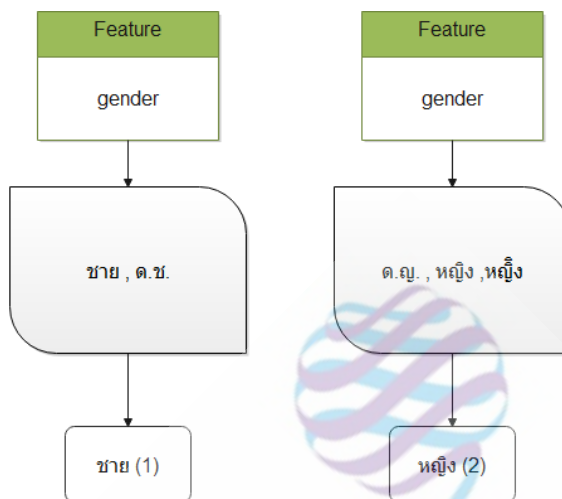 Feature
gender
ชาย , ด.ช.
ชาย (1)
Feature
gender
ด.ญ. , หญิง ,หญิิง
หญิง (2)